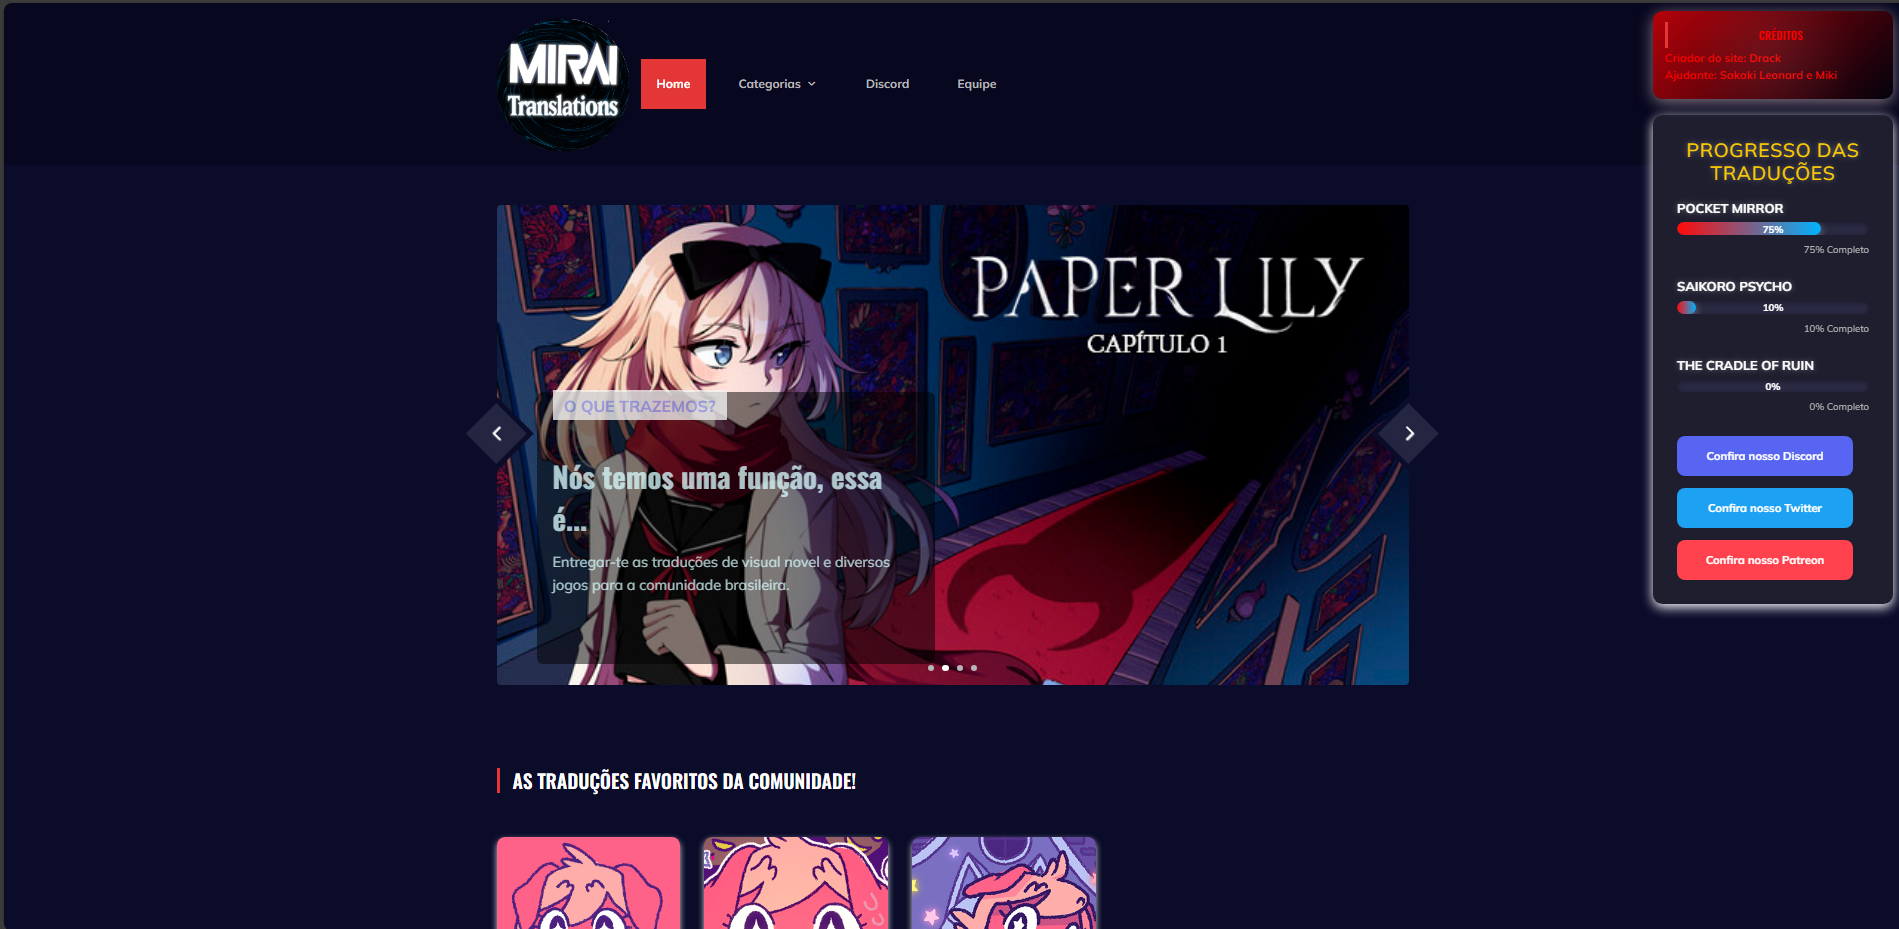 MIRAI
Translations
Home
Categorias
Discord
Equipe
CRÉDITOS
Criador do site: Drack
Ajudante: Sakaki Leonard e Miki
PROGRESSO DAS
TRADUÇÕES
POCKET MIRROR
75%
75% Completo
SAIKORO PSYCHO
10%
10% Completo
THE CRADLE OF RUIN
0%
0% Completo
Confira nosso Discord
Confira nosso Twitter
Confira nosso Patreon
PAPER LILY
CAPÍTULO 1
O QUE TRAZEMOS?
Nós temos uma função, essa
é...
Entregar-te as traduções de visual novel e diversos
jogos para a comunidade brasileira.
AS TRADUÇÕES FAVORITOS DA COMUNIDADE!